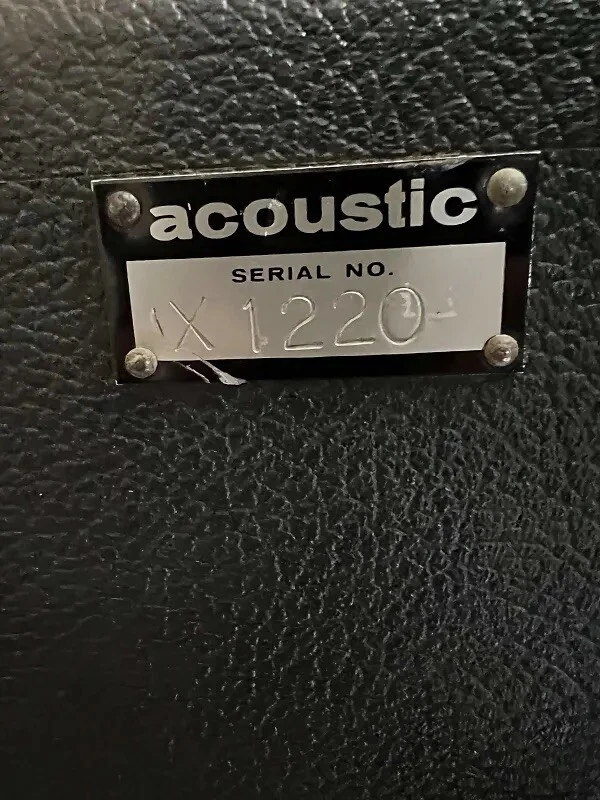 acoustic
SERIAL NO.
X 1220